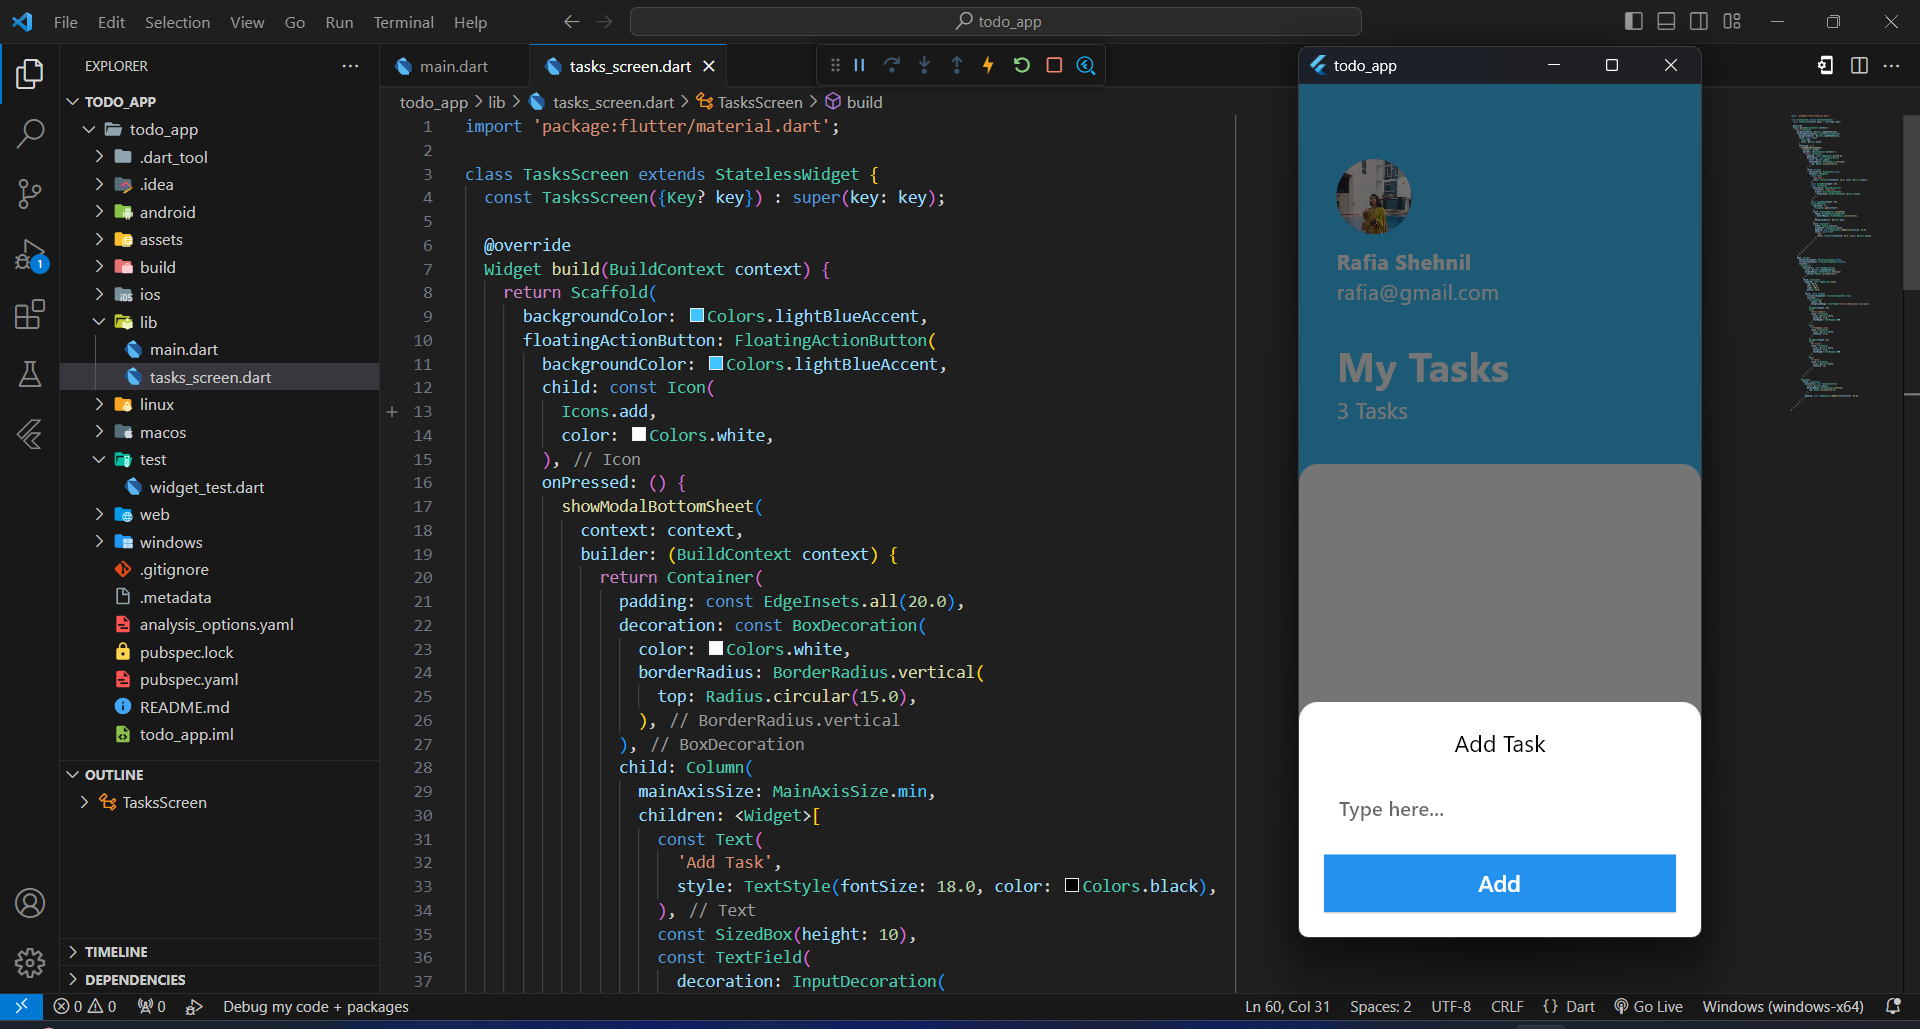 File Edit Selection View Go Run Terminal Help
todo_app
EXPLORER
TODO_APP
todo_app
.dart_tool
.idea
android
assets
build
ios
lib
main.dart
tasks_screen.dart
linux
macos
test
widget_test.dart
web
windows
.gitignore
.metadata
analysis_options.yaml
pubspec.lock
pubspec.yaml
README.md
todo_app.iml
OUTLINE
TasksScreen
TIMELINE
DEPENDENCIES
1
main.dart
tasks_screen.dart
todo_app > lib > tasks_screen.dart > TasksScreen > build
1 import 'package:flutter/material.dart';
2
3 class TasksScreen extends StatelessWidget {
4 const TasksScreen({Key? key}) : super(key: key);
5
6 @override
7 Widget build(BuildContext context) {
8 return Scaffold(
9 backgroundColor: Colors.lightBlueAccent,
10 floatingActionButton: FloatingActionButton(
11 backgroundColor: Colors.lightBlueAccent,
12 child: const Icon(
13 Icons.add,
14 color: Colors.white,
15 ), // Icon
16 onPressed: () {
17 showModalBottomSheet(
18 context: context,
19 builder: (BuildContext context) {
20 return Container(
21 padding: const EdgeInsets.all(20.0),
22 decoration: const BoxDecoration(
23 color: Colors.white,
24 borderRadius: BorderRadius.vertical(
25 top: Radius.circular(15.0),
26 ), // BorderRadius.vertical
27 ), // BoxDecoration
28 child: Column(
29 mainAxisSize: MainAxisSize.min,
30 children: <Widget>[
31 const Text(
32 'Add Task',
33 style: TextStyle(fontSize: 18.0, color: Colors.black),
34 ), // Text
35 const SizedBox(height: 10),
36 const TextField(
37 decoration: InputDecoration(
todo_app
Rafia Shehnil
rafia@gmail.com
My Tasks
3 Tasks
Add Task
Type here...
Add
0 0 0 Debug my code + packages
Ln 60, Col 31 Spaces: 2 UTF-8 CRLF {} Dart Go Live Windows (windows-x64)